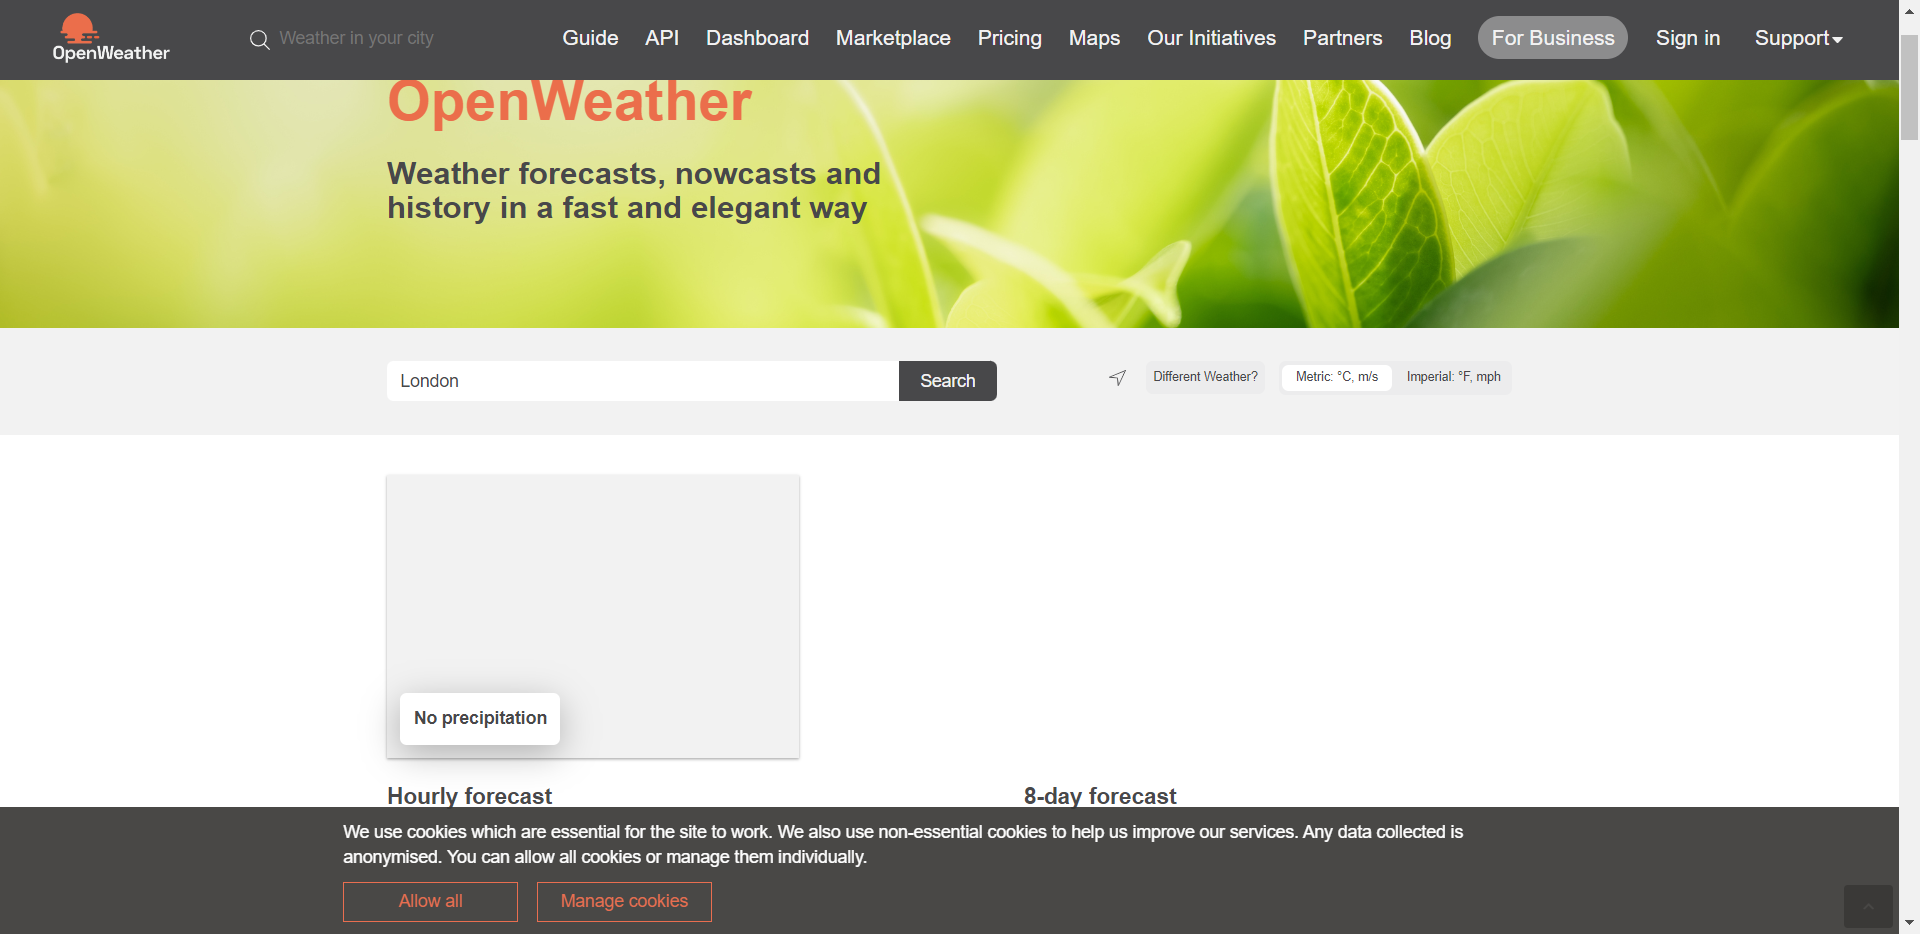 OpenWeather
Weather in your city
Guide
API
Dashboard
Marketplace
Pricing
Maps
Our Initiatives
Partners
Blog
For Business
Sign in
Support
OpenWeather
Weather forecasts, nowcasts and
history in a fast and elegant way
London
Search
Different Weather?
Metric: °C, m/s
Imperial: °F, mph
No precipitation
Hourly forecast
8-day forecast
We use cookies which are essential for the site to work. We also use non-essential cookies to help us improve our services. Any data collected is
anonymised. You can allow all cookies or manage them individually.
Allow all
Manage cookies